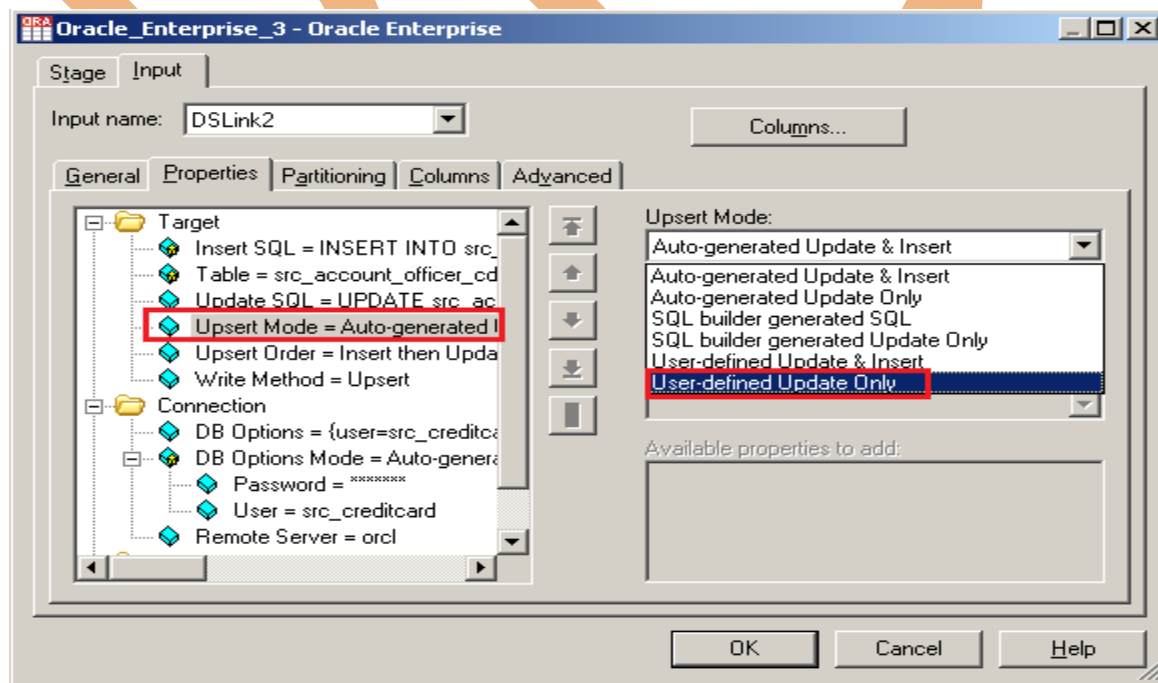 Oracle_Enterprise_3 - Oracle Enterprise
Stage Input
Input name: DSLink2
Columns...
General Properties Partitioning Columns Advanced
Target
Insert SQL = INSERT INTO src_
Table = src_account_officer_cd
Update SQL = UPDATE src_ac
Upsert Mode = Auto-generated
Upsert Order = Insert then Upda
Write Method = Upsert
Connection
DB Options = {user=src_creditca
DB Options Mode = Auto-genera
Password = *******
User = src_creditcard
Remote Server = orcl
Upsert Mode:
Auto-generated Update & Insert
Auto-generated Update & Insert
Auto-generated Update Only
SQL builder generated SQL
SQL builder generated Update Only
User-defined Update & Insert
User-defined Update Only
Available properties to add:
OK Cancel Help